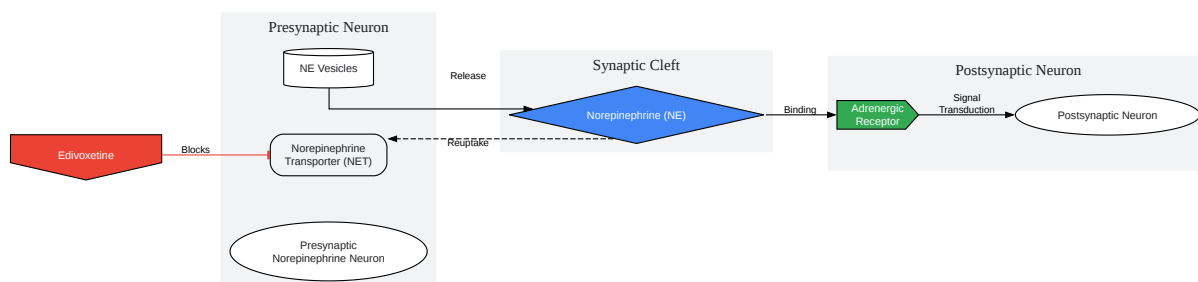 Presynaptic Neuron
NE Vesicles
Release
Synaptic Cleft
Norepinephrine (NE)
Binding
Postsynaptic Neuron
Adrenergic
Receptor
Signal
Transduction
Postsynaptic Neuron
Edivoxetine
Blocks
Norepinephrine
Transporter (NET)
Reuptake
Presynaptic
Norepinephrine Neuron